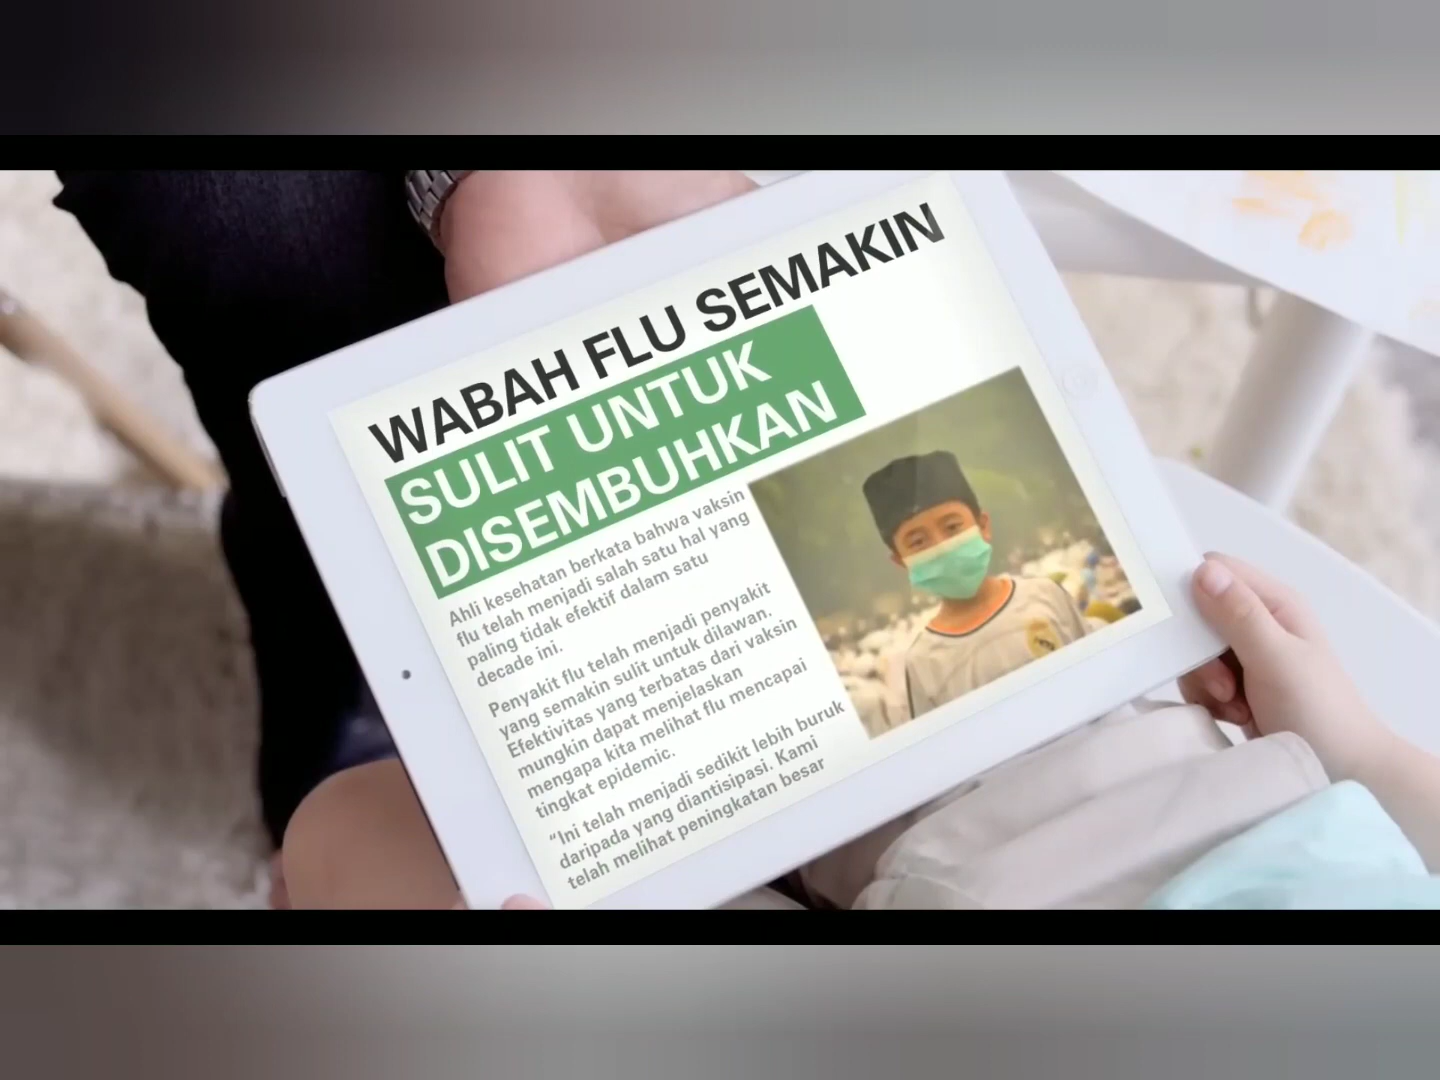 WABAH FLU SEMAKIN
SULIT UNTUK
DISEMBUHKAN
Ahli kesehatan berkata bahwa vaksin
flu telah menjadi salah satu hal yang
paling tidak efektif dalam satu
decade ini.
Penyakit flu telah menjadi penyakit
yang semakin sulit untuk dilawan.
Efektivitas yang terbatas dari vaksin
mungkin dapat menjelaskan
mengapa kita melihat flu mencapai
tingkat epidemic.
“Ini telah menjadi sedikit lebih buruk
daripada yang diantisipasi. Kami
telah melihat peningkatan besar